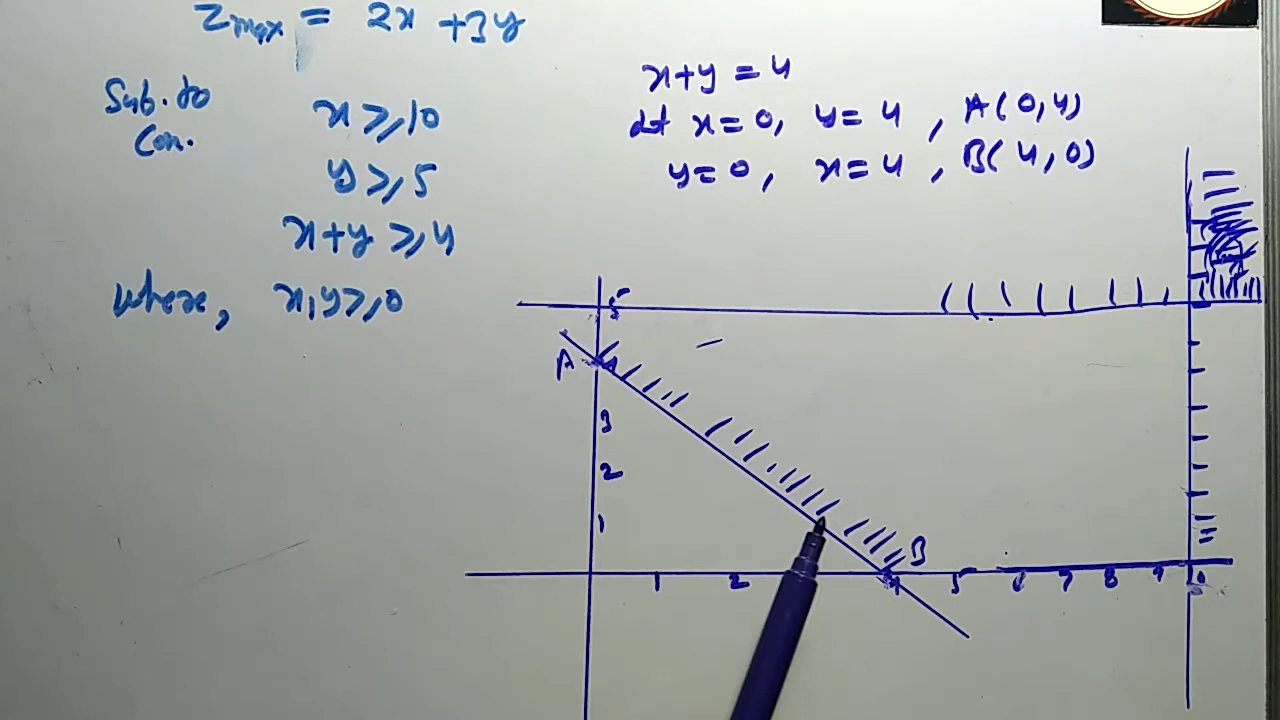 Zmax = 2x + 3y
Sub. to
Con.
x ≥ 10
y ≥ 5
x+y ≥ 4
where, x, y ≥ 0
x+y = 4
at x=0, y=4, A(0,4)
y=0, x=4, B(4,0)
5
A 4
3
2
1
B
1 2 4 5 6 7 8 9 10